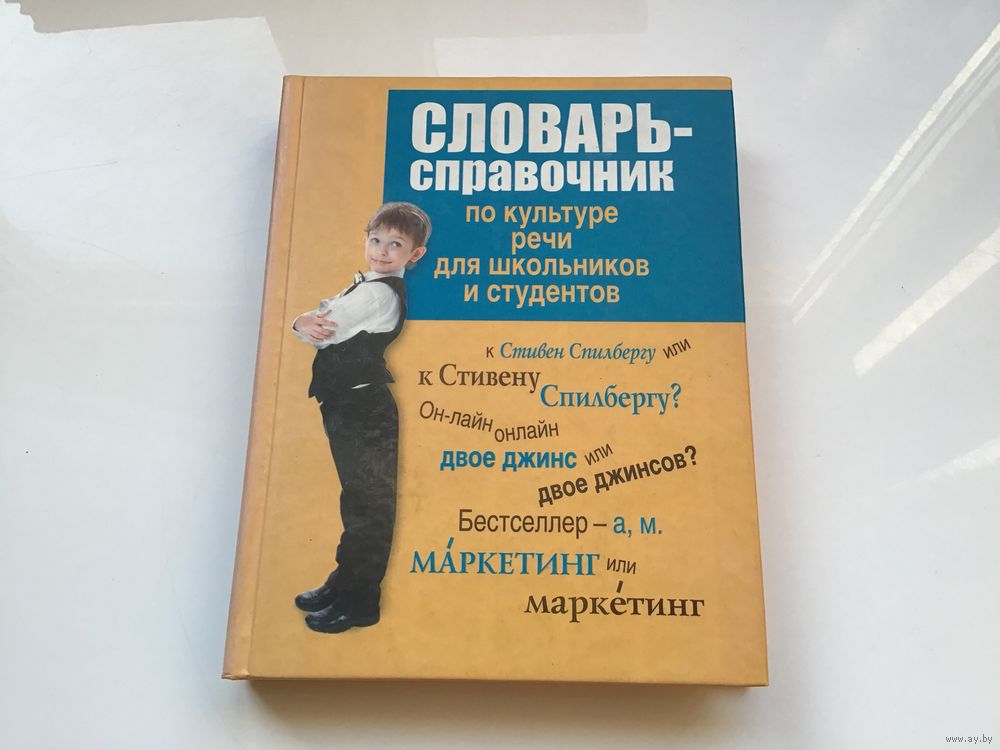 СЛОВАРЬ-
справочник
по культуре
речи
для школьников
и студентов
к Стивен Спилбергу или
к Стивену
Спилбергу?
Он-лайн
онлайн
двое джинс или
двое джинсов?
Бестселлер – а, м.
МА́РКЕТИНГ или
марке́тинг
www.ay.by